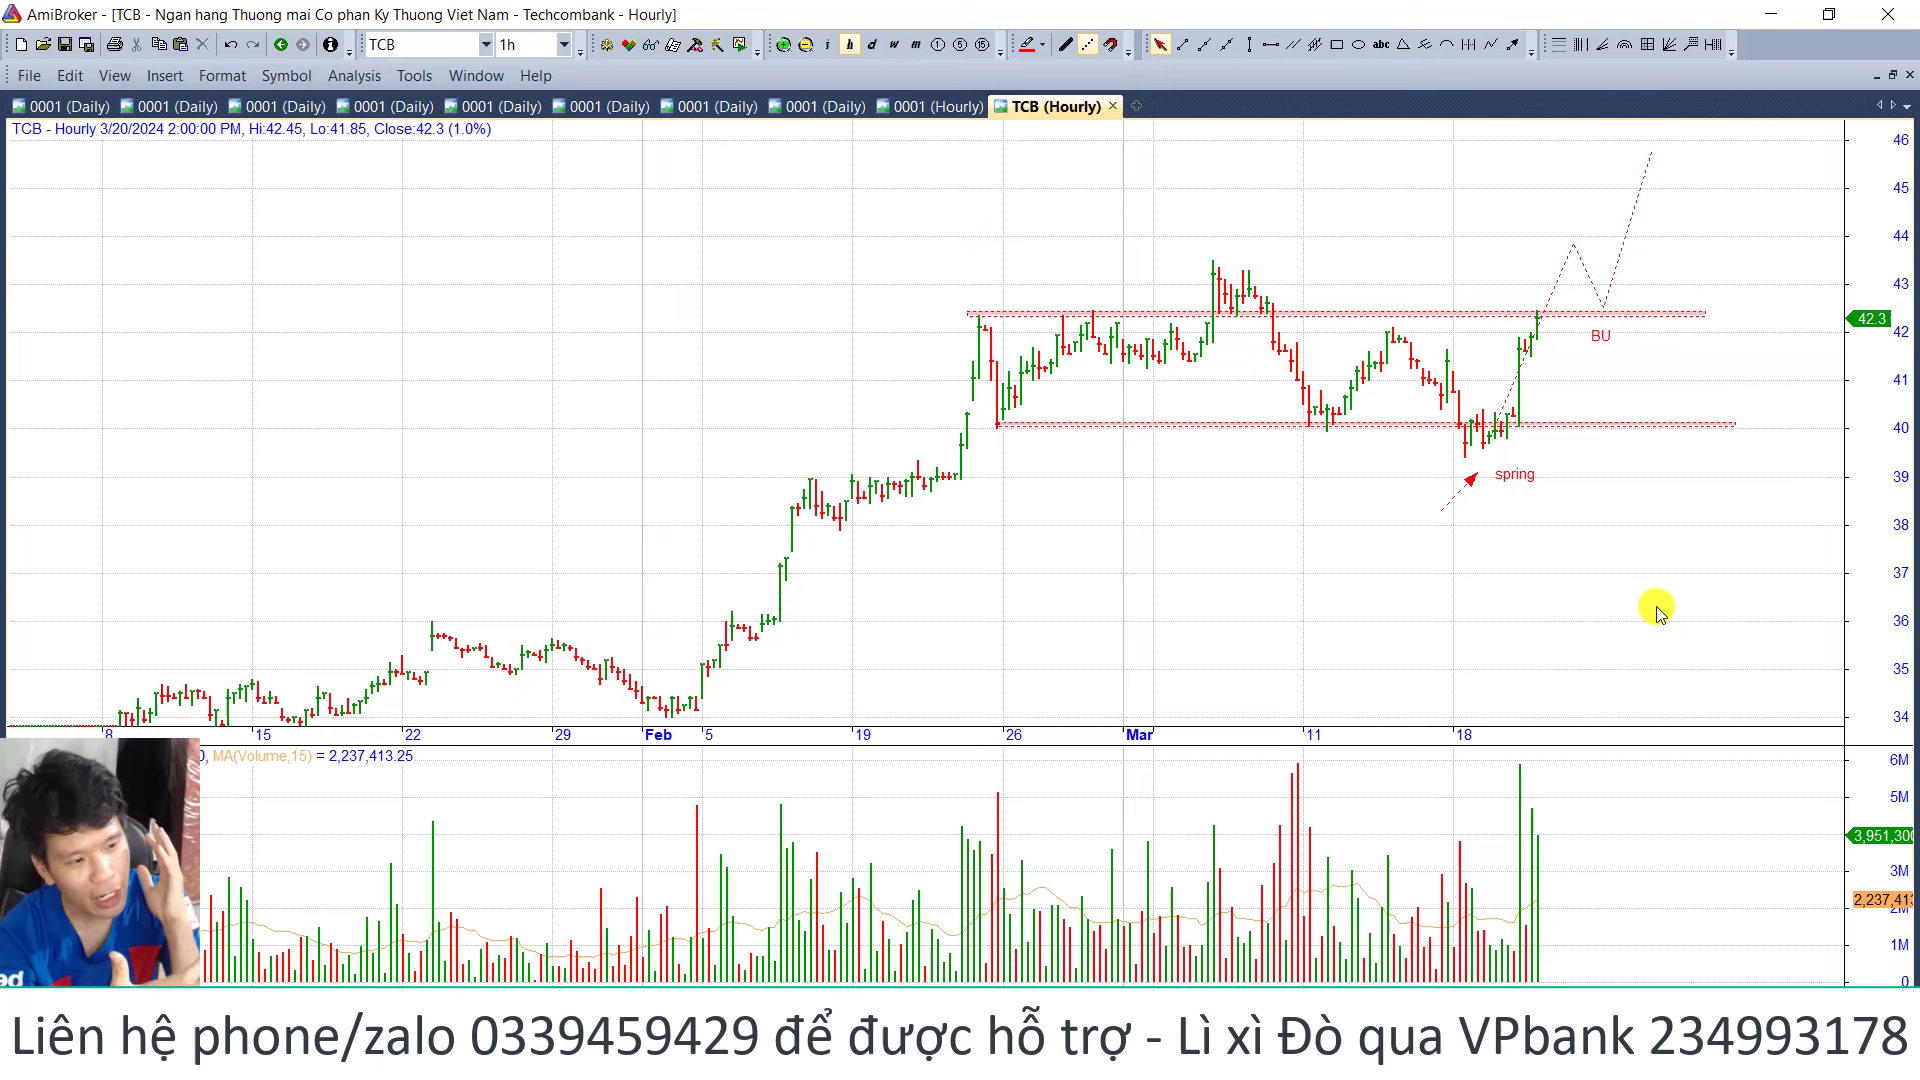 AmiBroker - [TCB - Ngan hang Thuong mai Co phan Ky Thuong Viet Nam - Techcombank - Hourly]
TCB 1h
File Edit View Insert Format Symbol Analysis Tools Window Help
0001 (Daily) 0001 (Daily) 0001 (Daily) 0001 (Daily) 0001 (Daily) 0001 (Daily) 0001 (Daily) 0001 (Daily) 0001 (Hourly) TCB (Hourly)
TCB - Hourly 3/20/2024 2:00:00 PM, Hi:42.45, Lo:41.85, Close:42.3 (1.0%)
46
45
44
43
42.3
42
BU
41
40
39
spring
38
37
36
35
34
8 15 22 29 Feb 5 19 26 Mar 11 18
0, MA(Volume,15) = 2,237,413.25
6M
5M
3,951,300
3M
2,237,413
2M
1M
0
Liên hệ phone/zalo 0339459429 để được hỗ trợ - Lì xì Đò qua VPbank 234993178